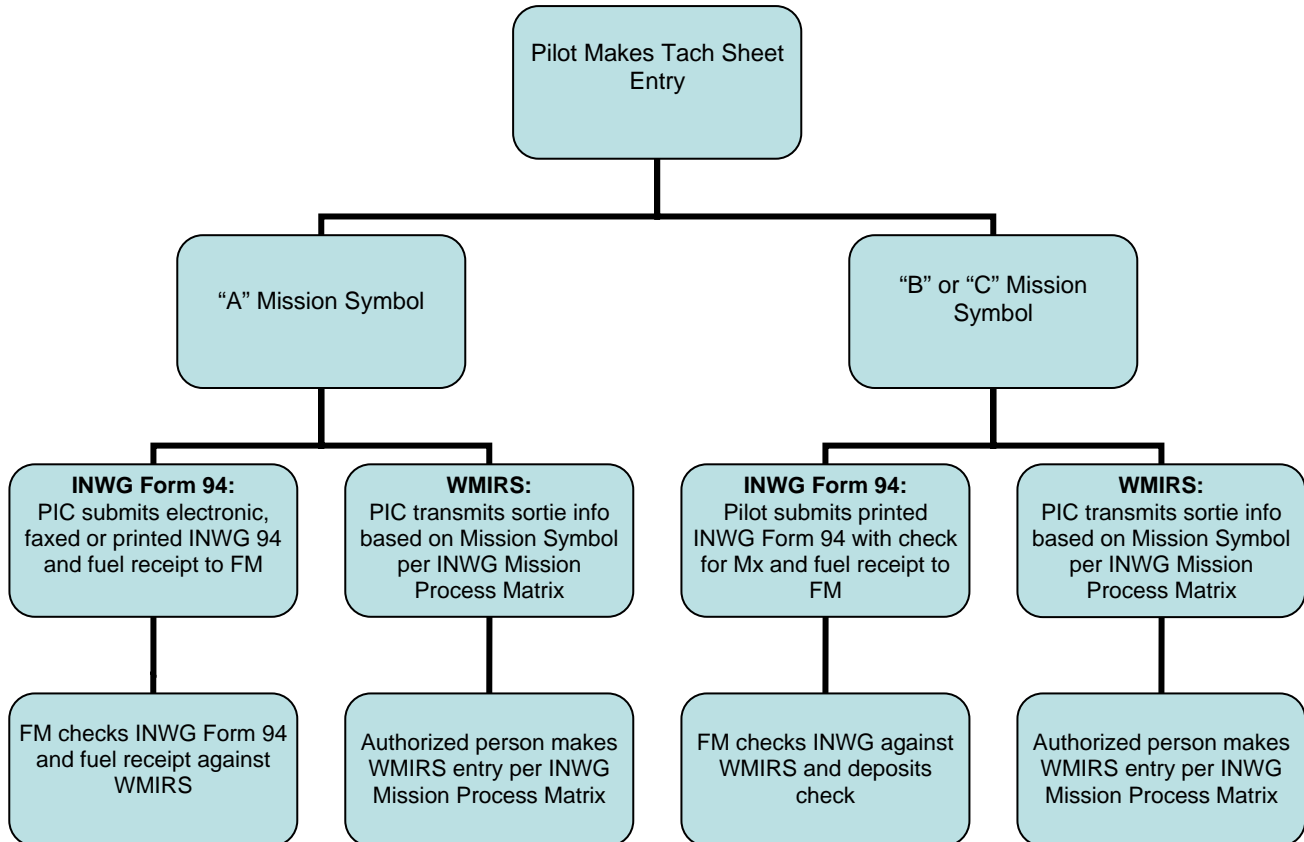 Pilot Makes Tach Sheet
Entry
“A” Mission Symbol
“B” or “C” Mission
Symbol
INWG Form 94:
PIC submits electronic,
faxed or printed INWG 94
and fuel receipt to FM
WMIRS:
PIC transmits sortie info
based on Mission Symbol
per INWG Mission
Process Matrix
INWG Form 94:
Pilot submits printed
INWG Form 94 with check
for Mx and fuel receipt to
FM
WMIRS:
PIC transmits sortie info
based on Mission Symbol
per INWG Mission
Process Matrix
FM checks INWG Form 94
and fuel receipt against
WMIRS
Authorized person makes
WMIRS entry per INWG
Mission Process Matrix
FM checks INWG against
WMIRS and deposits
check
Authorized person makes
WMIRS entry per INWG
Mission Process Matrix